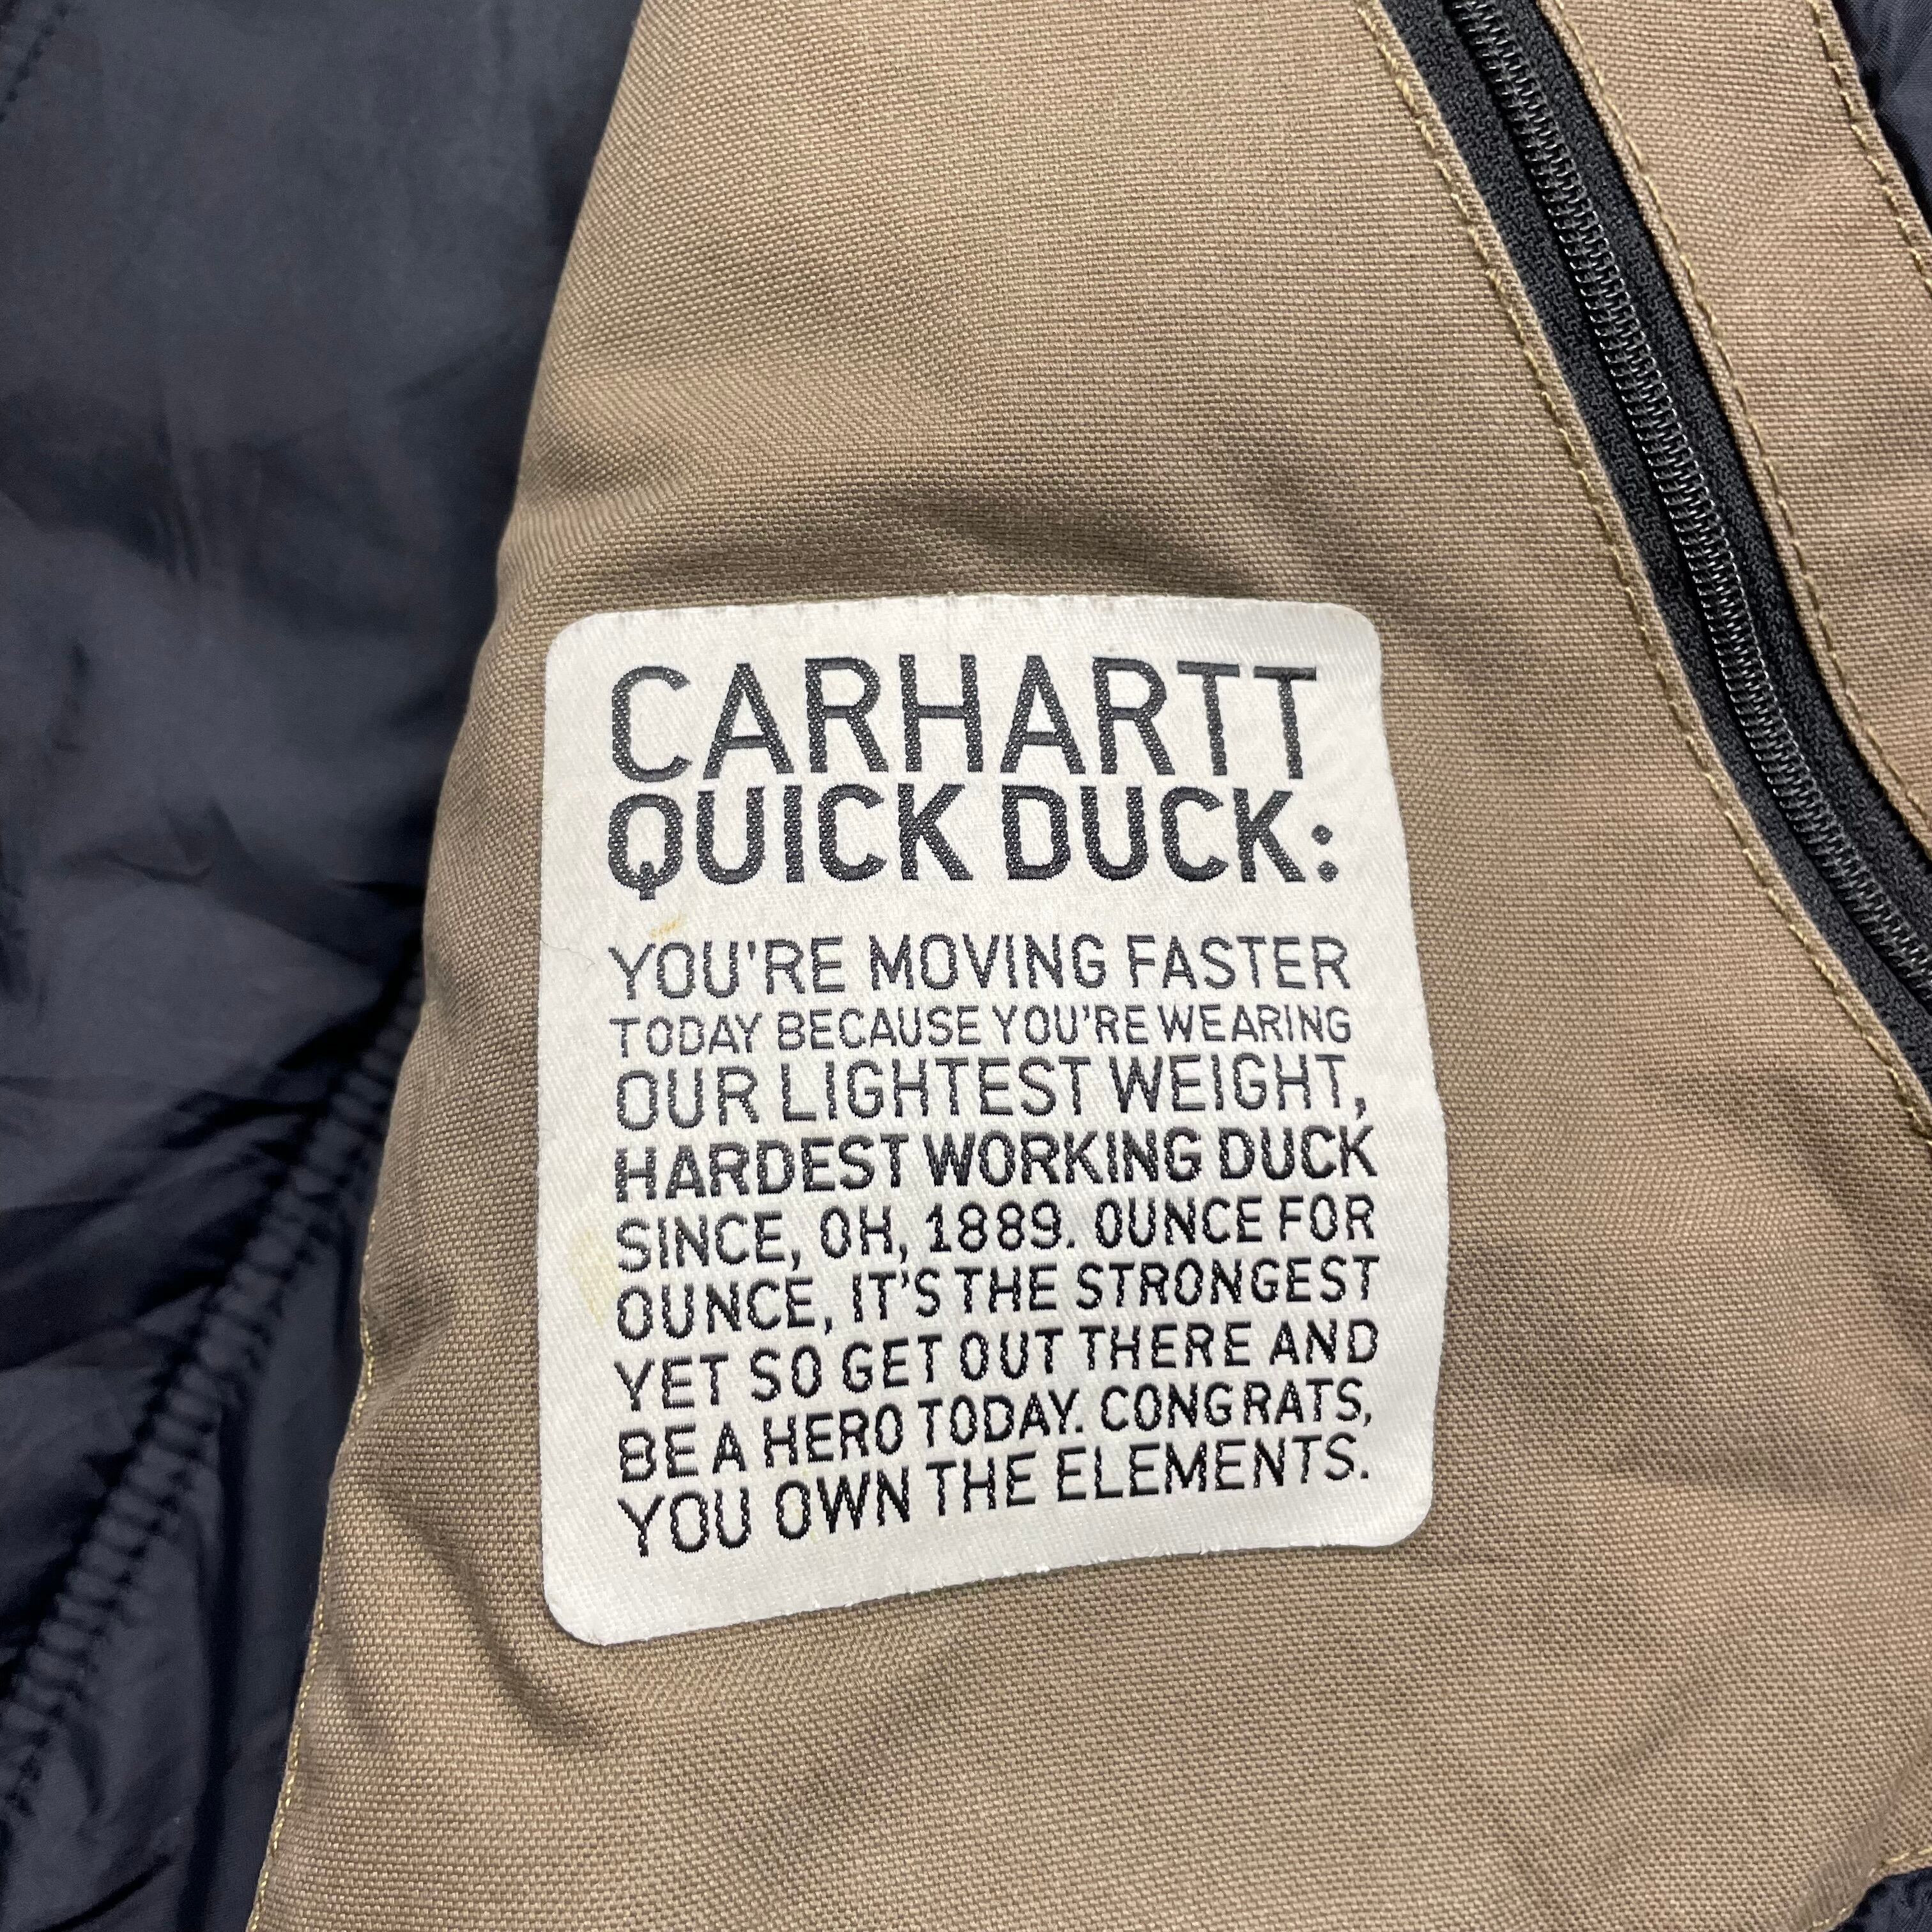 CARHARTT
QUICK DUCK:
YOU'RE MOVING FASTER
TODAY BECAUSE YOU'RE WEARING
OUR LIGHTEST WEIGHT,
HARDEST WORKING DUCK
SINCE, OH, 1889. OUNCE FOR
OUNCE, IT'S THE STRONGEST
YET SO GET OUT THERE AND
BE A HERO TODAY. CONGRATS,
YOU OWN THE ELEMENTS.